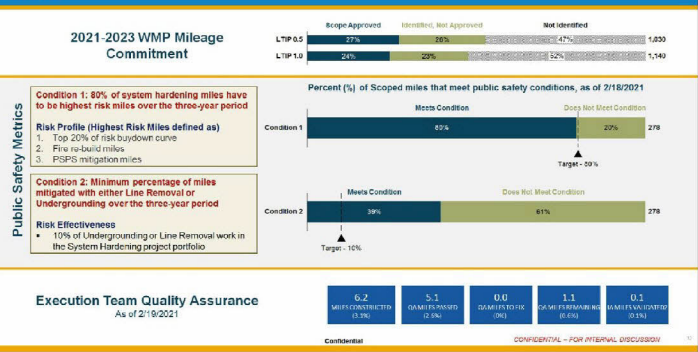 2021-2023 WMP Mileage
Commitment
Scope Approved Identified, Not Approved Not Identified
LTIP 0.5 27% 26% 47% 1,030
LTIP 1.0 24% 23% 52% 1,140
Public Safety Metrics
Condition 1: 80% of system hardening miles have
to be highest risk miles over the three-year period
Risk Profile (Highest Risk Miles defined as)
1. Top 20% of risk buydown curve
2. Fire re-build miles
3. PSPS mitigation miles
Condition 2: Minimum percentage of miles
mitigated with either Line Removal or
Undergrounding over the three-year period
Risk Effectiveness
▪ 10% of Undergrounding or Line Removal work in
the System Hardening project portfolio
Percent (%) of Scoped miles that meet public safety conditions, as of 2/18/2021
Meets Condition Does Not Meet Condition
Condition 1 80% 20% 278
Target - 80%
Meets Condition Does Not Meet Condition
Condition 2 39% 61% 278
Target - 10%
Execution Team Quality Assurance
As of 2/19/2021
6.2
MILES CONSTRUCTED
(3.1%)
5.1
QA MILES PASSED
(2.6%)
0.0
QA MILES TO FIX
(0%)
1.1
QA MILES REMAINING
(0.6%)
0.1
MILES VALIDATED
(0.1%)
Confidential
CONFIDENTIAL – FOR INTERNAL DISCUSSION